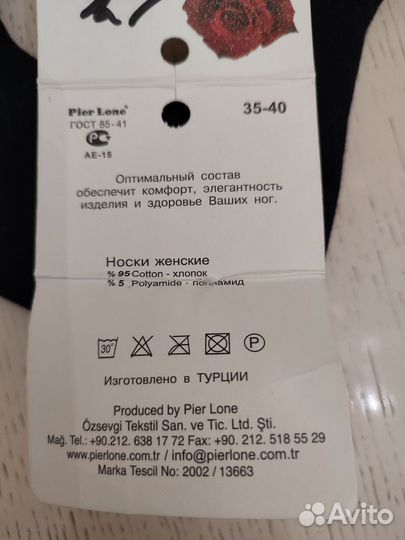 Pier Lone®
35-40
ГОСТ 85-41
АЕ-15
Оптимальный состав
обеспечит комфорт, элегантность
изделия и здоровье Ваших ног.
Носки женские
% 95 Cotton - хлопок
% 5 Polyamide - полиамид
30°
P
Изготовлено в ТУРЦИИ
Produced by Pier Lone
Özsevgi Tekstil San. ve Tic. Ltd. Şti.
Mağ. Tel.: +90.212. 638 17 72 Fax: +90. 212. 518 55 29
www.pierlone.com.tr / info@pierlone.com.tr
Marka Tescil No: 2002 / 13663
Avito